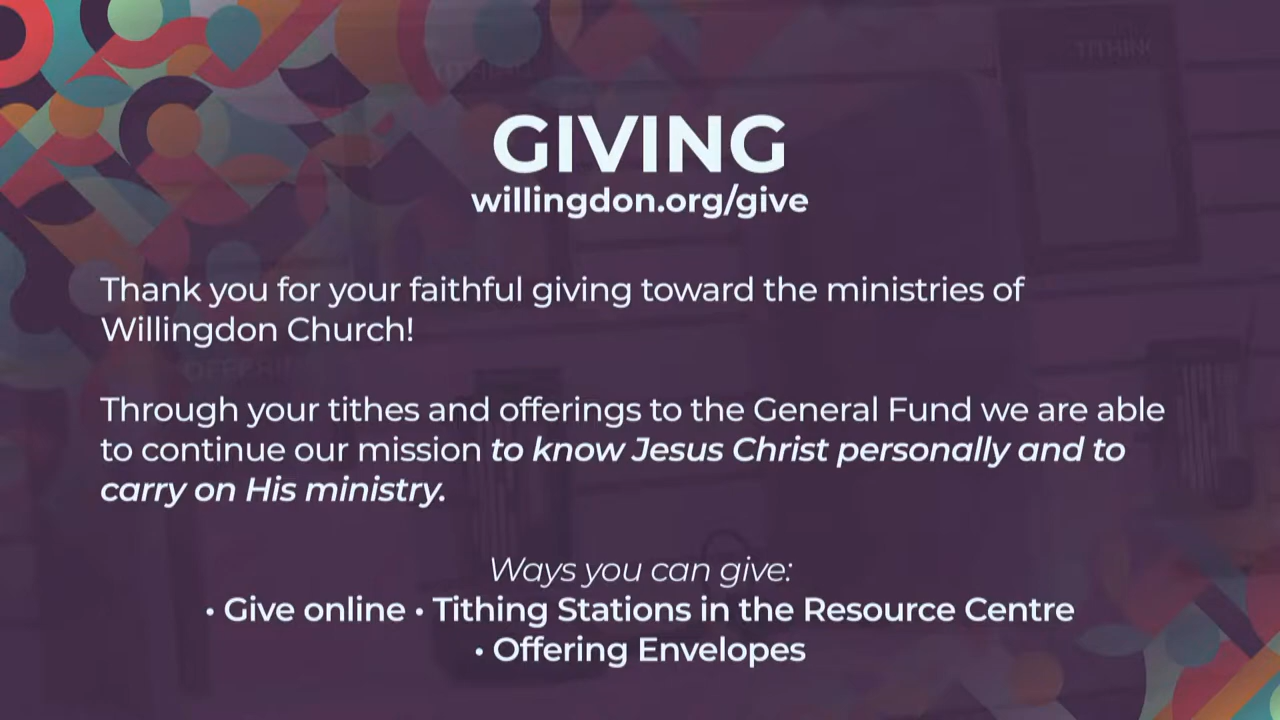 GIVING
willingdon.org/give
Thank you for your faithful giving toward the ministries of
Willingdon Church!
Through your tithes and offerings to the General Fund we are able
to continue our mission to know Jesus Christ personally and to
carry on His ministry.
Ways you can give:
• Give online • Tithing Stations in the Resource Centre
• Offering Envelopes